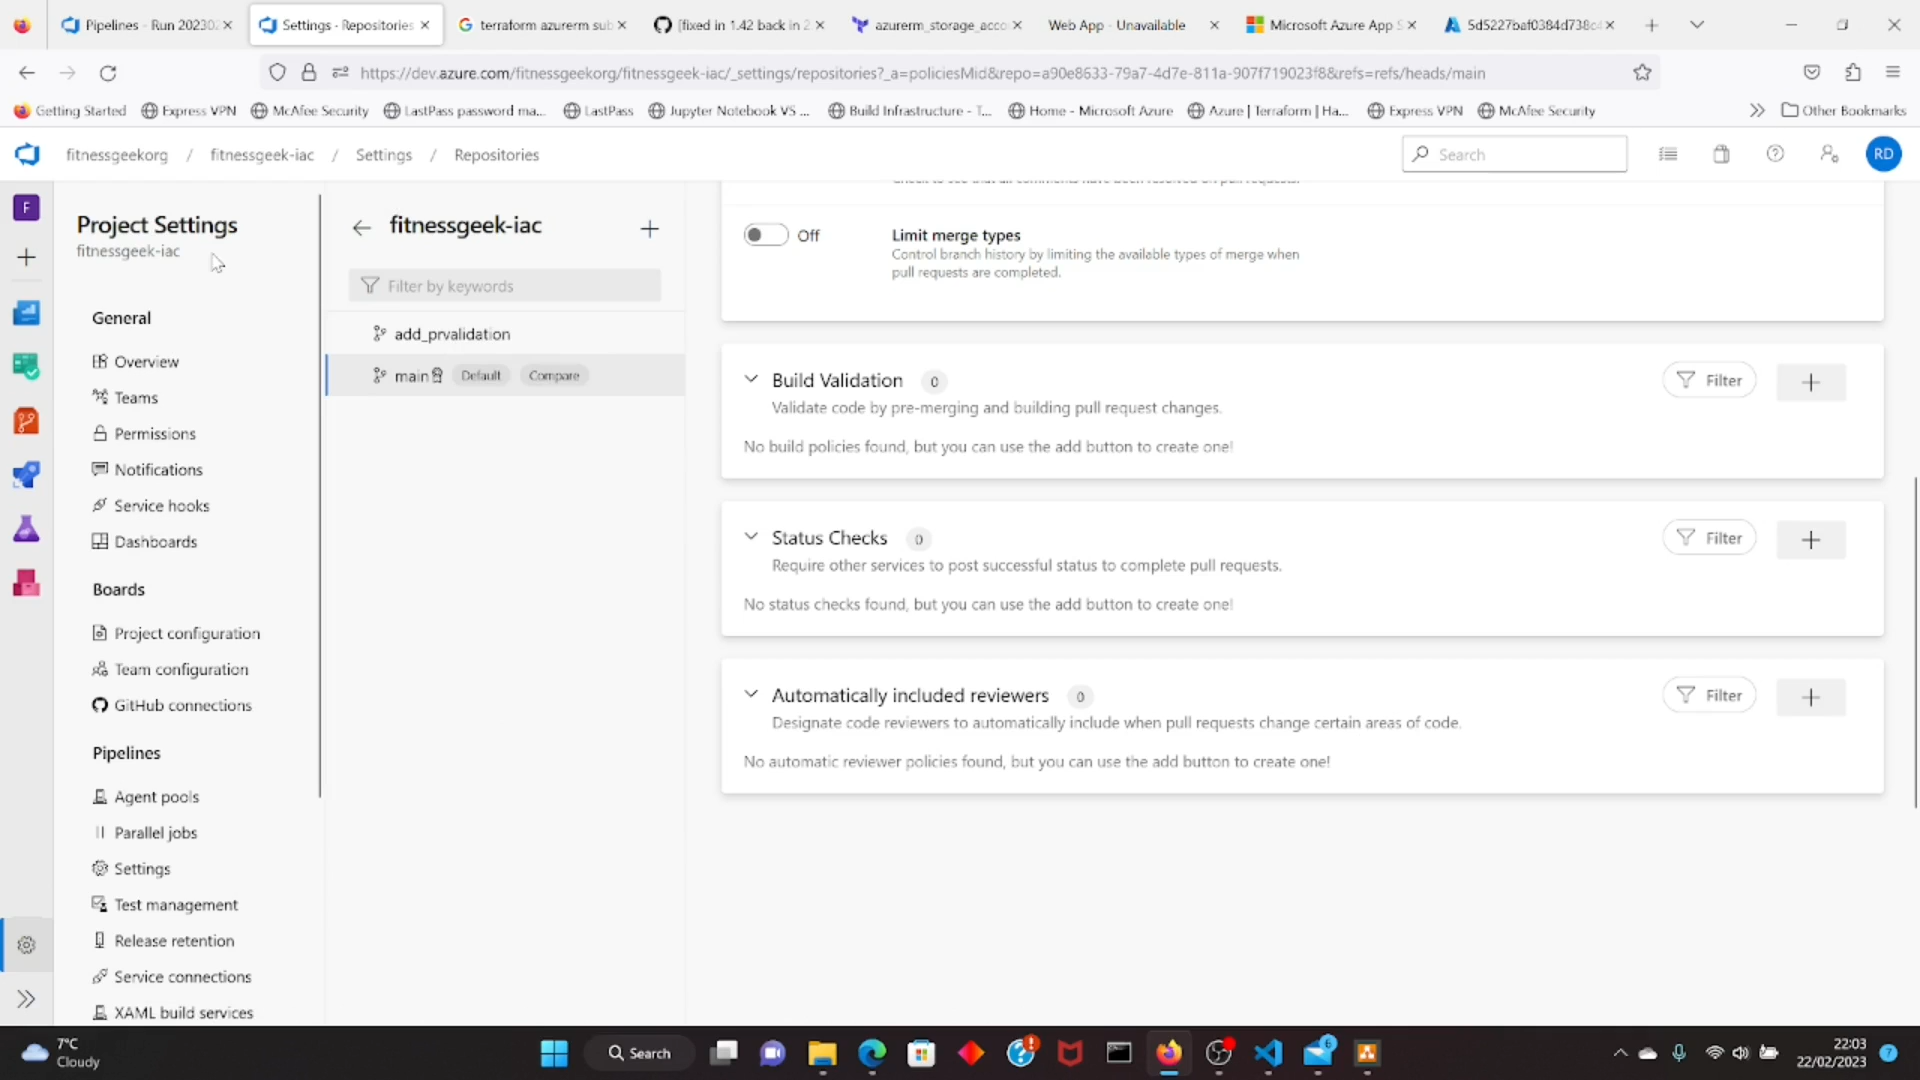 Pipelines - Run 20230
Settings · Repositories
terraform azurerm sub
[fixed in 1.42 back in 2
azurerm_storage_acco
Web App - Unavailable
Microsoft Azure App S
5d5227baf0384d738c
https://dev.azure.com/fitnessgeekorg/fitnessgeek-iac/_settings/repositories?_a=policiesMid&repo=a90e8633-79a7-4d7e-811a-907f719023f8&refs=refs/heads/main
Getting Started
Express VPN
McAfee Security
LastPass password ma...
LastPass
Jupyter Notebook VS ...
Build Infrastructure - T...
Home - Microsoft Azure
Azure | Terraform | Ha...
Express VPN
McAfee Security
Other Bookmarks
fitnessgeekorg / fitnessgeek-iac / Settings / Repositories
Search
RD
F
Project Settings
fitnessgeek-iac
General
Overview
Teams
Permissions
Notifications
Service hooks
Dashboards
Boards
Project configuration
Team configuration
GitHub connections
Pipelines
Agent pools
Parallel jobs
Settings
Test management
Release retention
Service connections
XAML build services
fitnessgeek-iac
Filter by keywords
add_prvalidation
main Default Compare
Off
Limit merge types
Control branch history by limiting the available types of merge when
pull requests are completed.
Build Validation 0
Filter
Validate code by pre-merging and building pull request changes.
No build policies found, but you can use the add button to create one!
Status Checks 0
Filter
Require other services to post successful status to complete pull requests.
No status checks found, but you can use the add button to create one!
Automatically included reviewers 0
Filter
Designate code reviewers to automatically include when pull requests change certain areas of code.
No automatic reviewer policies found, but you can use the add button to create one!
7°C
Cloudy
Search
6
22:03
22/02/2023
7